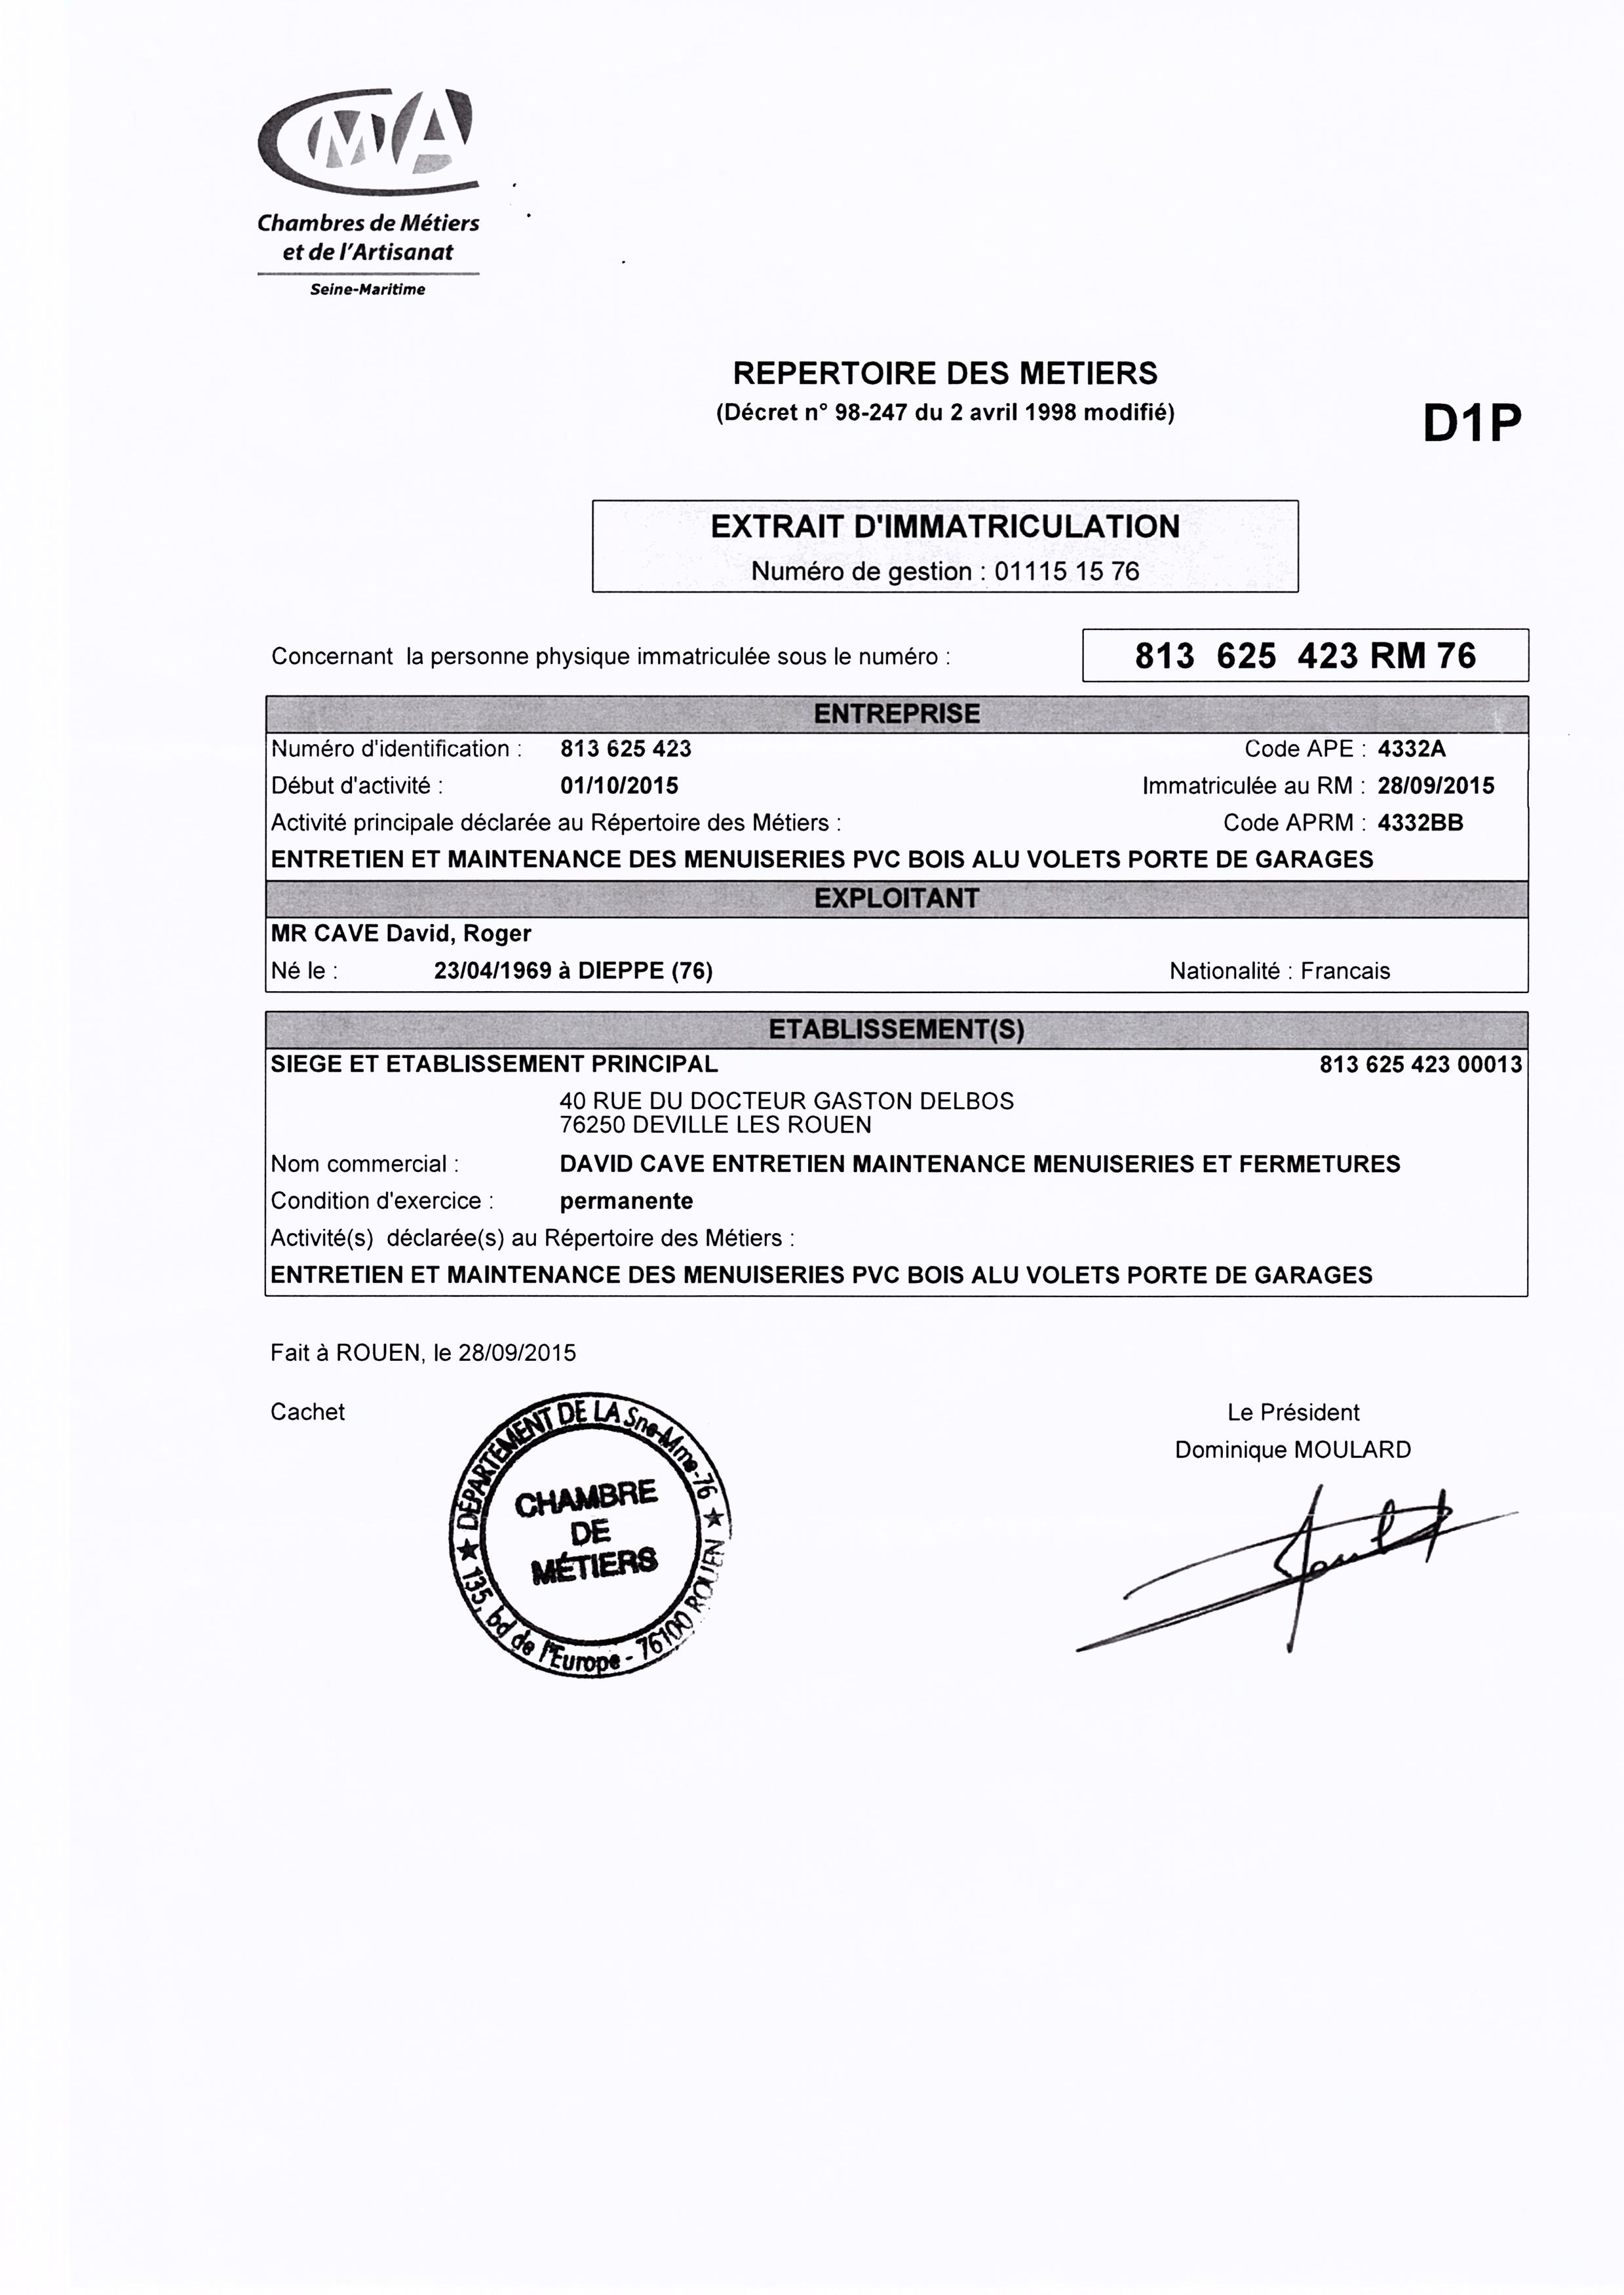 CMA
Chambres de Métiers
et de l'Artisanat
Seine-Maritime
REPERTOIRE DES METIERS
(Décret n° 98-247 du 2 avril 1998 modifié)
D1P
EXTRAIT D'IMMATRICULATION
Numéro de gestion : 01115 15 76
Concernant la personne physique immatriculée sous le numéro :
813 625 423 RM 76
ENTREPRISE
Numéro d'identification : 813 625 423 Code APE : 4332A
Début d'activité : 01/10/2015 Immatriculée au RM : 28/09/2015
Activité principale déclarée au Répertoire des Métiers : Code APRM : 4332BB
ENTRETIEN ET MAINTENANCE DES MENUISERIES PVC BOIS ALU VOLETS PORTE DE GARAGES
EXPLOITANT
MR CAVE David, Roger
Né le : 23/04/1969 à DIEPPE (76) Nationalité : Francais
ETABLISSEMENT(S)
SIEGE ET ETABLISSEMENT PRINCIPAL 813 625 423 00013
40 RUE DU DOCTEUR GASTON DELBOS
76250 DEVILLE LES ROUEN
Nom commercial : DAVID CAVE ENTRETIEN MAINTENANCE MENUISERIES ET FERMETURES
Condition d'exercice : permanente
Activité(s) déclarée(s) au Répertoire des Métiers :
ENTRETIEN ET MAINTENANCE DES MENUISERIES PVC BOIS ALU VOLETS PORTE DE GARAGES
Fait à ROUEN, le 28/09/2015
Cachet
Le Président
Dominique MOULARD
★ DÉPARTEMENT DE LA Sne-Mme-76 ★
CHAMBRE
DE
MÉTIERS
135, bd de l'Europe - 76100 ROUEN